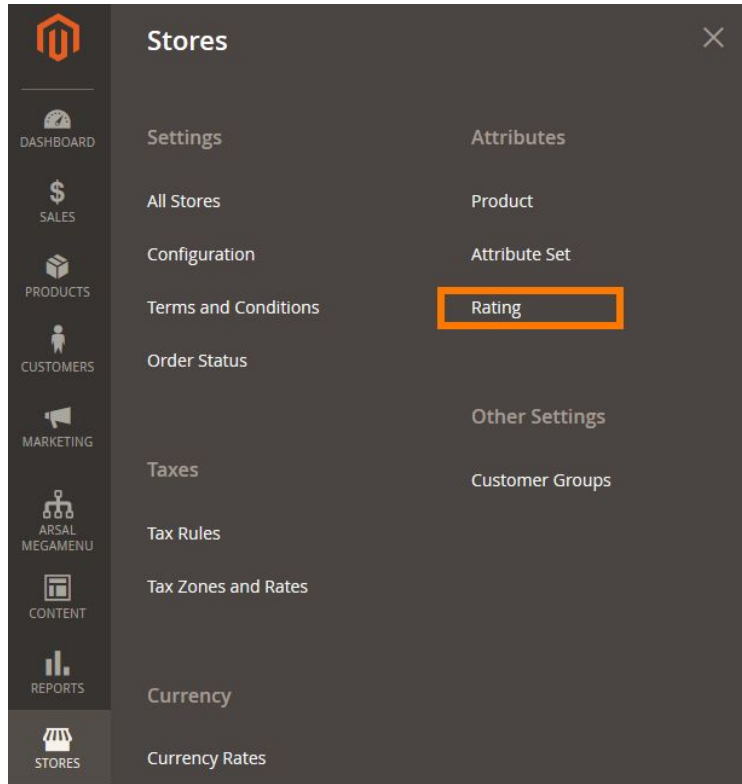 Stores
DASHBOARD
SALES
PRODUCTS
CUSTOMERS
MARKETING
ARSAL
MEGAMENU
CONTENT
REPORTS
STORES
Settings
All Stores
Configuration
Terms and Conditions
Order Status
Taxes
Tax Rules
Tax Zones and Rates
Currency
Currency Rates
Attributes
Product
Attribute Set
Rating
Other Settings
Customer Groups